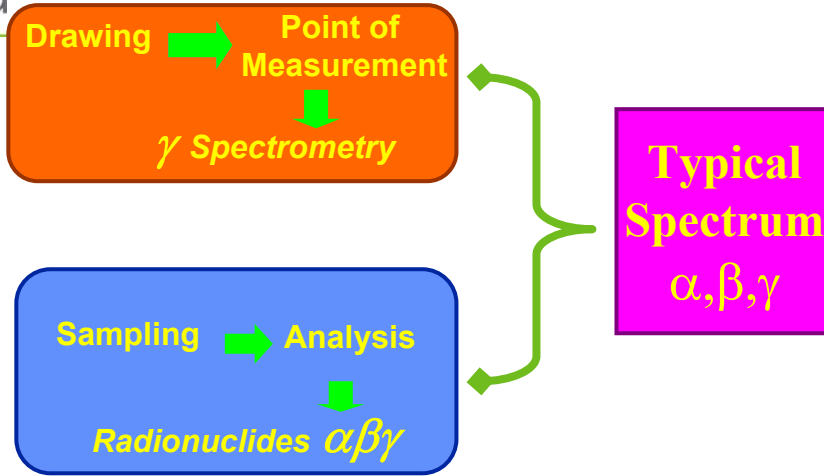 Drawing
Point of
Measurement
γ Spectrometry
Sampling
Analysis
Radionuclides αβγ
Typical
Spectrum
α,β,γ